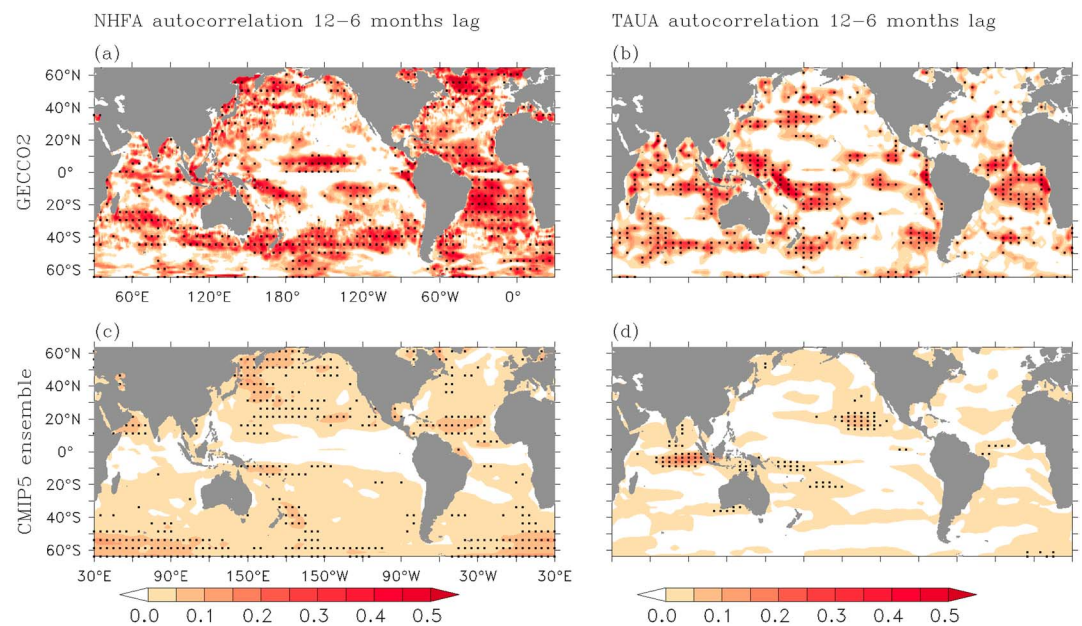 NHFA autocorrelation 12−6 months lag
TAUA autocorrelation 12−6 months lag
(a)
(b)
GECCO2
60°N
40°N
20°N
0°
20°S
40°S
60°S
60°E 120°E 180° 120°W 60°W 0°
(c)
(d)
CMIP5 ensemble
60°N
40°N
20°N
0°
20°S
40°S
60°S
30°E 90°E 150°E 150°W 90°W 30°W 30°E
0.0 0.1 0.2 0.3 0.4 0.5
0.0 0.1 0.2 0.3 0.4 0.5